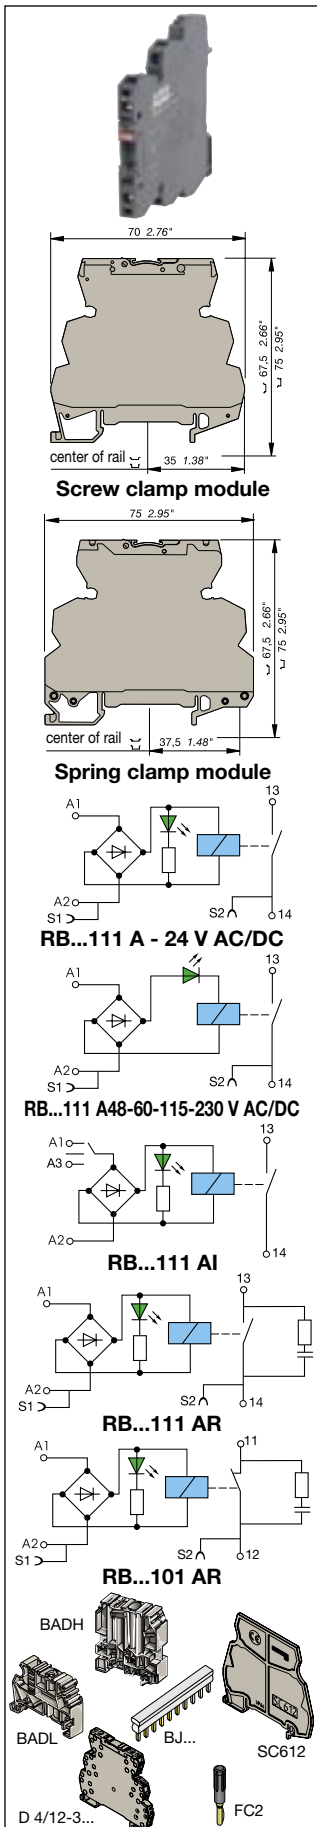 70 2.76"
67,5 2.66"
75 2.95"
center of rail
35 1.38"
Screw clamp module
75 2.95"
67,5 2.66"
75 2.95"
center of rail
37,5 1.48"
Spring clamp module
A1
13
A2
S1
S2
14
RB...111 A - 24 V AC/DC
A1
13
A2
S1
S2
14
RB...111 A48-60-115-230 V AC/DC
A1
13
A3
A2
14
RB...111 AI
A1
13
A2
S1
S2
14
RB...111 AR
A1
11
A2
S1
S2
12
RB...101 AR
BADH
BADL
BJ...
SC612
D 4/12-3...
FC2